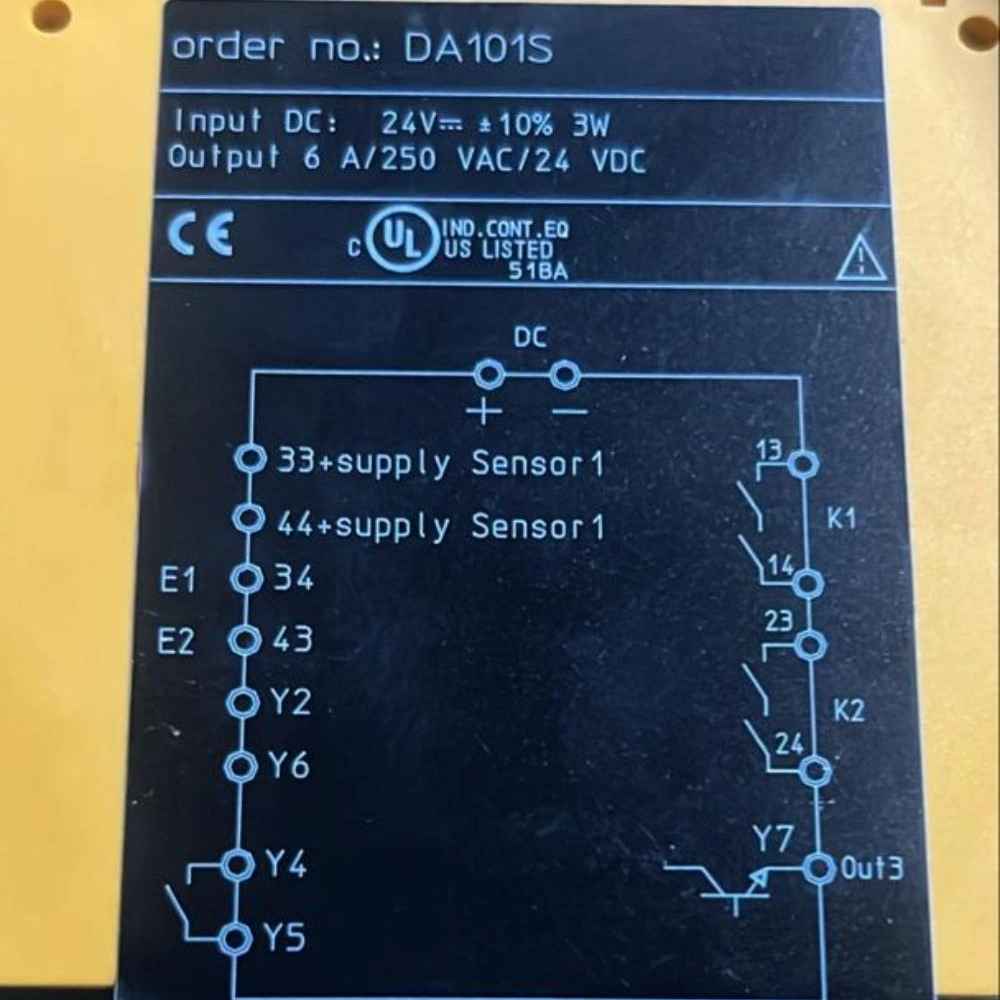 order no.: DA101S
Input DC: 24V⎓ ±10% 3W
Output 6 A/250 VAC/24 VDC
CE
C UL US LISTED
IND.CONT.EQ
51BA
DC
+ −
33+supply Sensor1
44+supply Sensor1
E1 34
E2 43
Y2
Y6
Y4
Y5
13
K1
14
23
K2
24
Y7
Out3